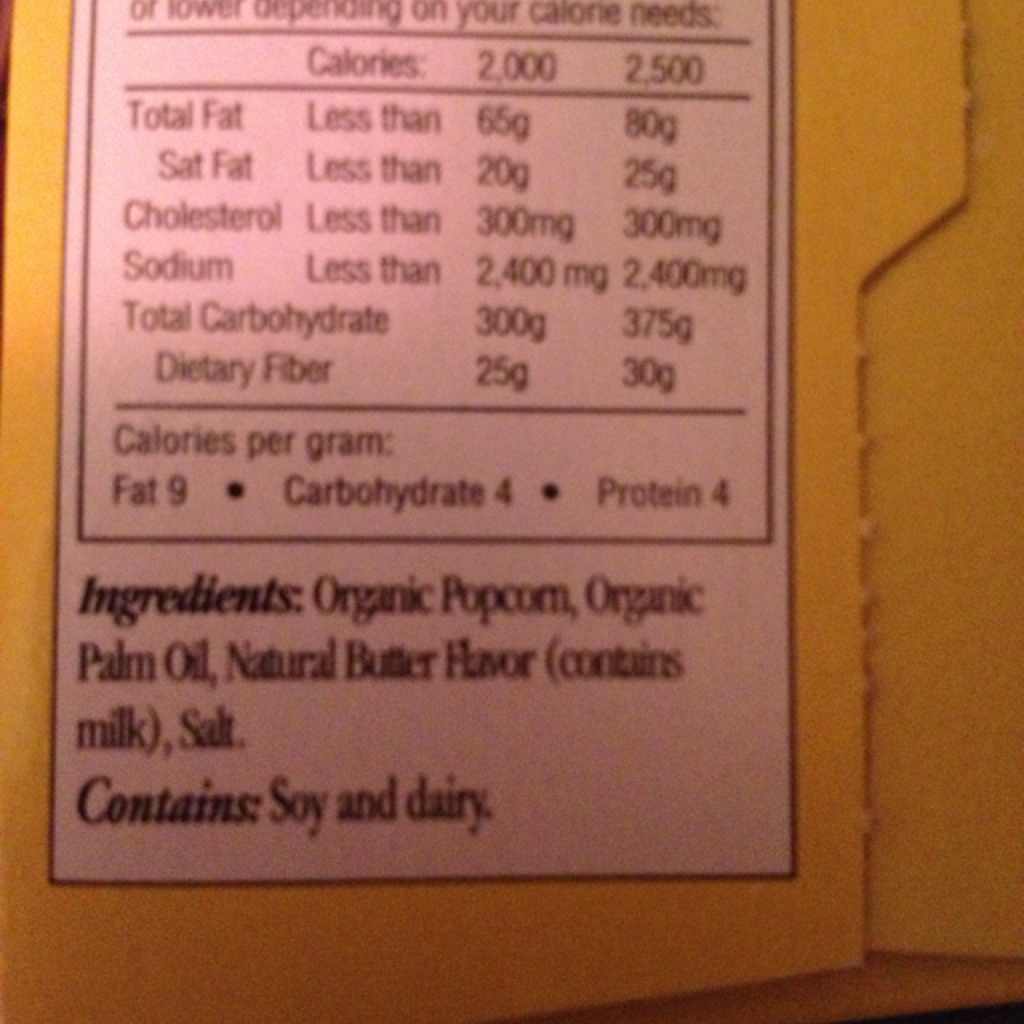 or lower depending on your calorie needs:
Calories: 2,000 2,500
Total Fat Less than 65g 80g
Sat Fat Less than 20g 25g
Cholesterol Less than 300mg 300mg
Sodium Less than 2,400 mg 2,400mg
Total Carbohydrate 300g 375g
Dietary Fiber 25g 30g
Calories per gram:
Fat 9 • Carbohydrate 4 • Protein 4
Ingredients: Organic Popcorn, Organic
Palm Oil, Natural Butter Flavor (contains
milk), Salt.
Contains: Soy and dairy.